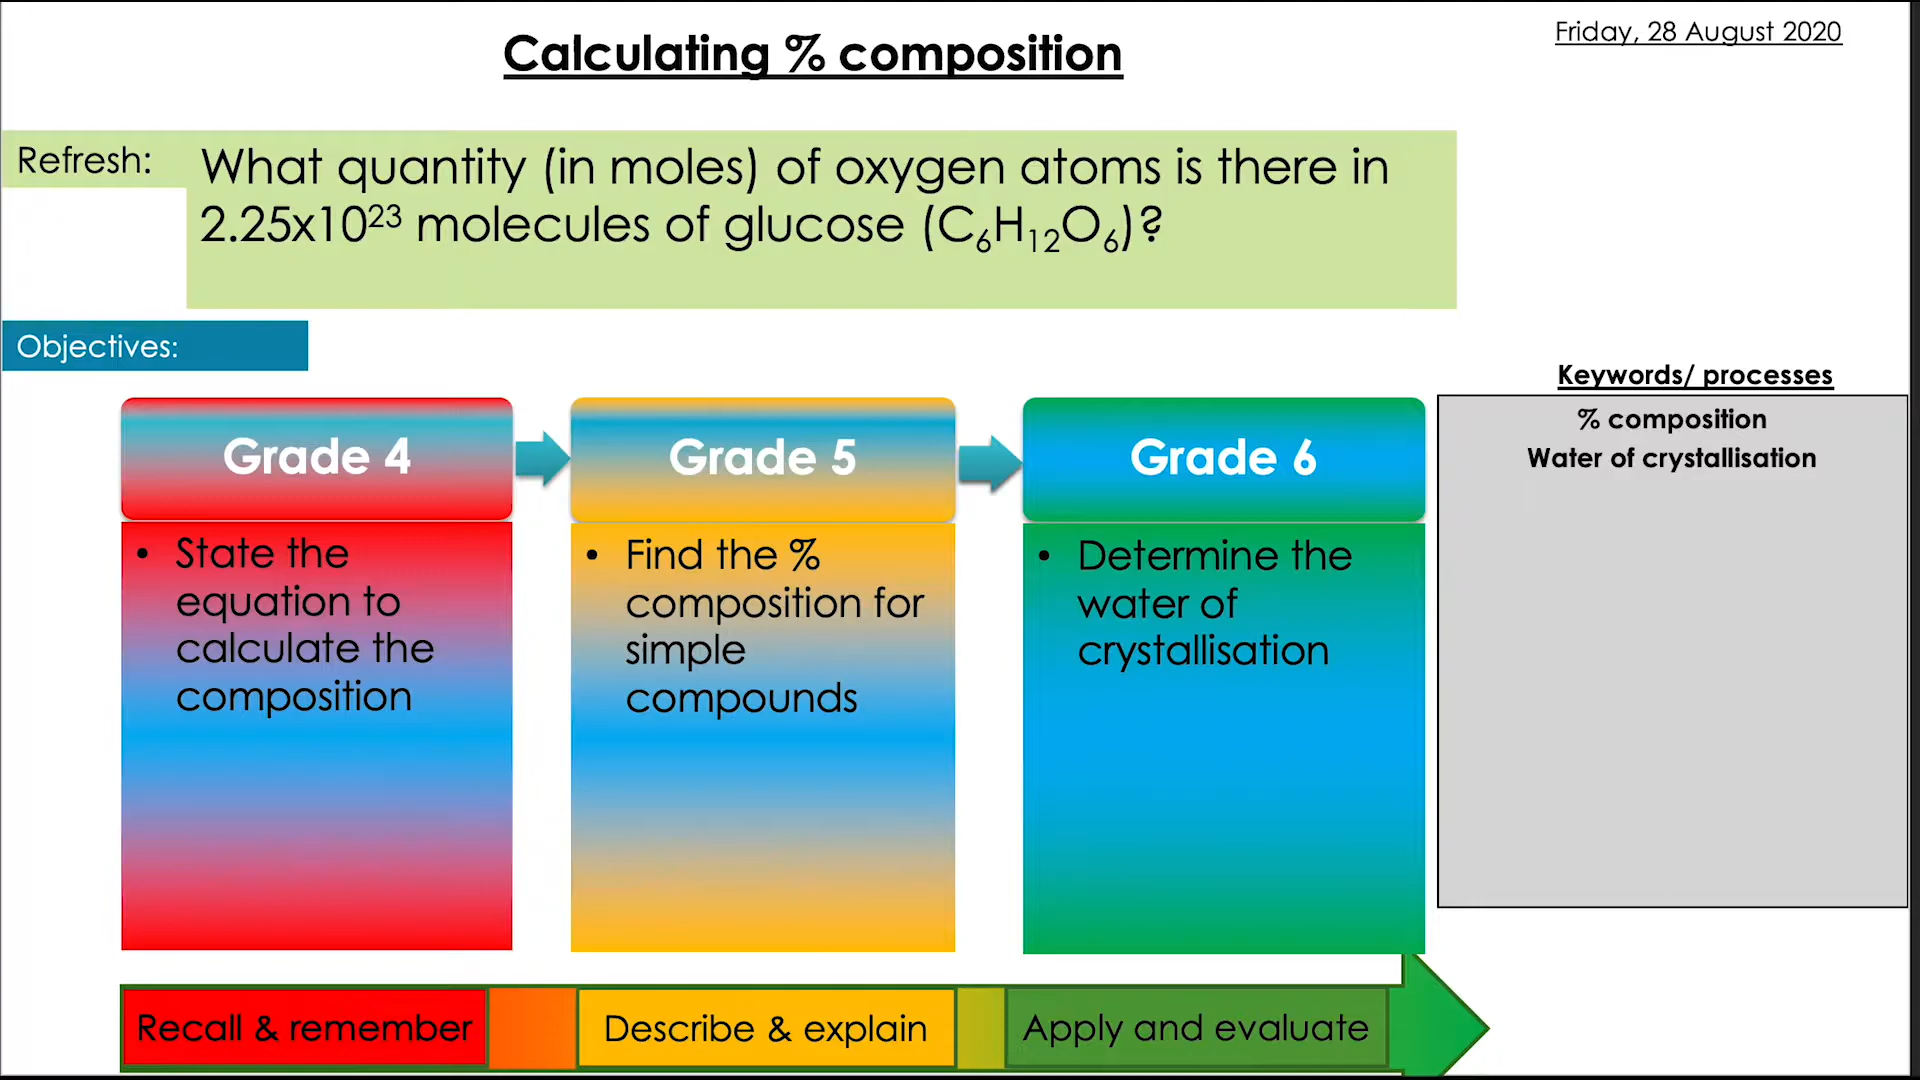 Calculating % composition
Friday, 28 August 2020
Refresh:
What quantity (in moles) of oxygen atoms is there in
2.25x10²³ molecules of glucose (C₆H₁₂O₆)?
Objectives:
Keywords/ processes
% composition
Water of crystallisation
Grade 4
• State the
equation to
calculate the
composition
Grade 5
• Find the %
composition for
simple
compounds
Grade 6
• Determine the
water of
crystallisation
Recall & remember
Describe & explain
Apply and evaluate